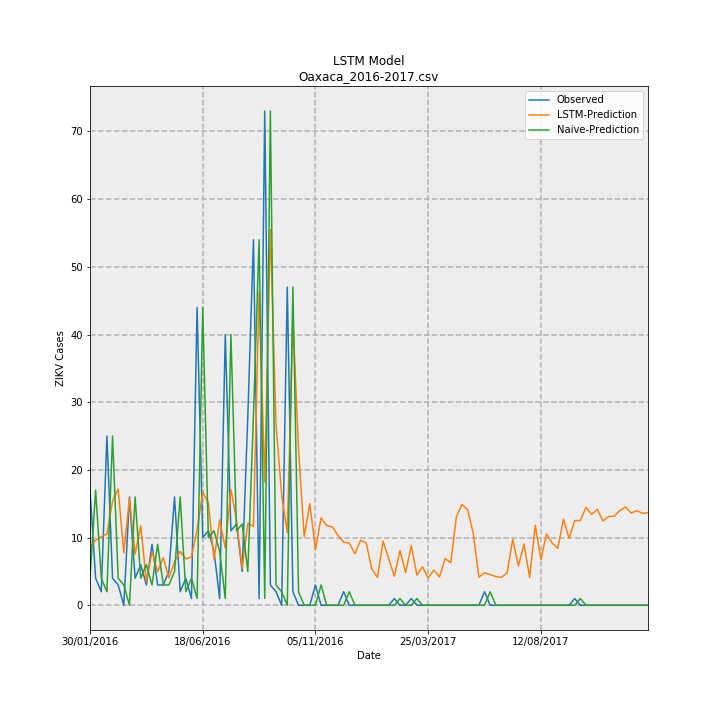 LSTM Model
Oaxaca_2016-2017.csv
Observed
LSTM-Prediction
Naive-Prediction
70
60
50
40
30
20
10
0
ZIKV Cases
30/01/2016 18/06/2016 05/11/2016 25/03/2017 12/08/2017
Date